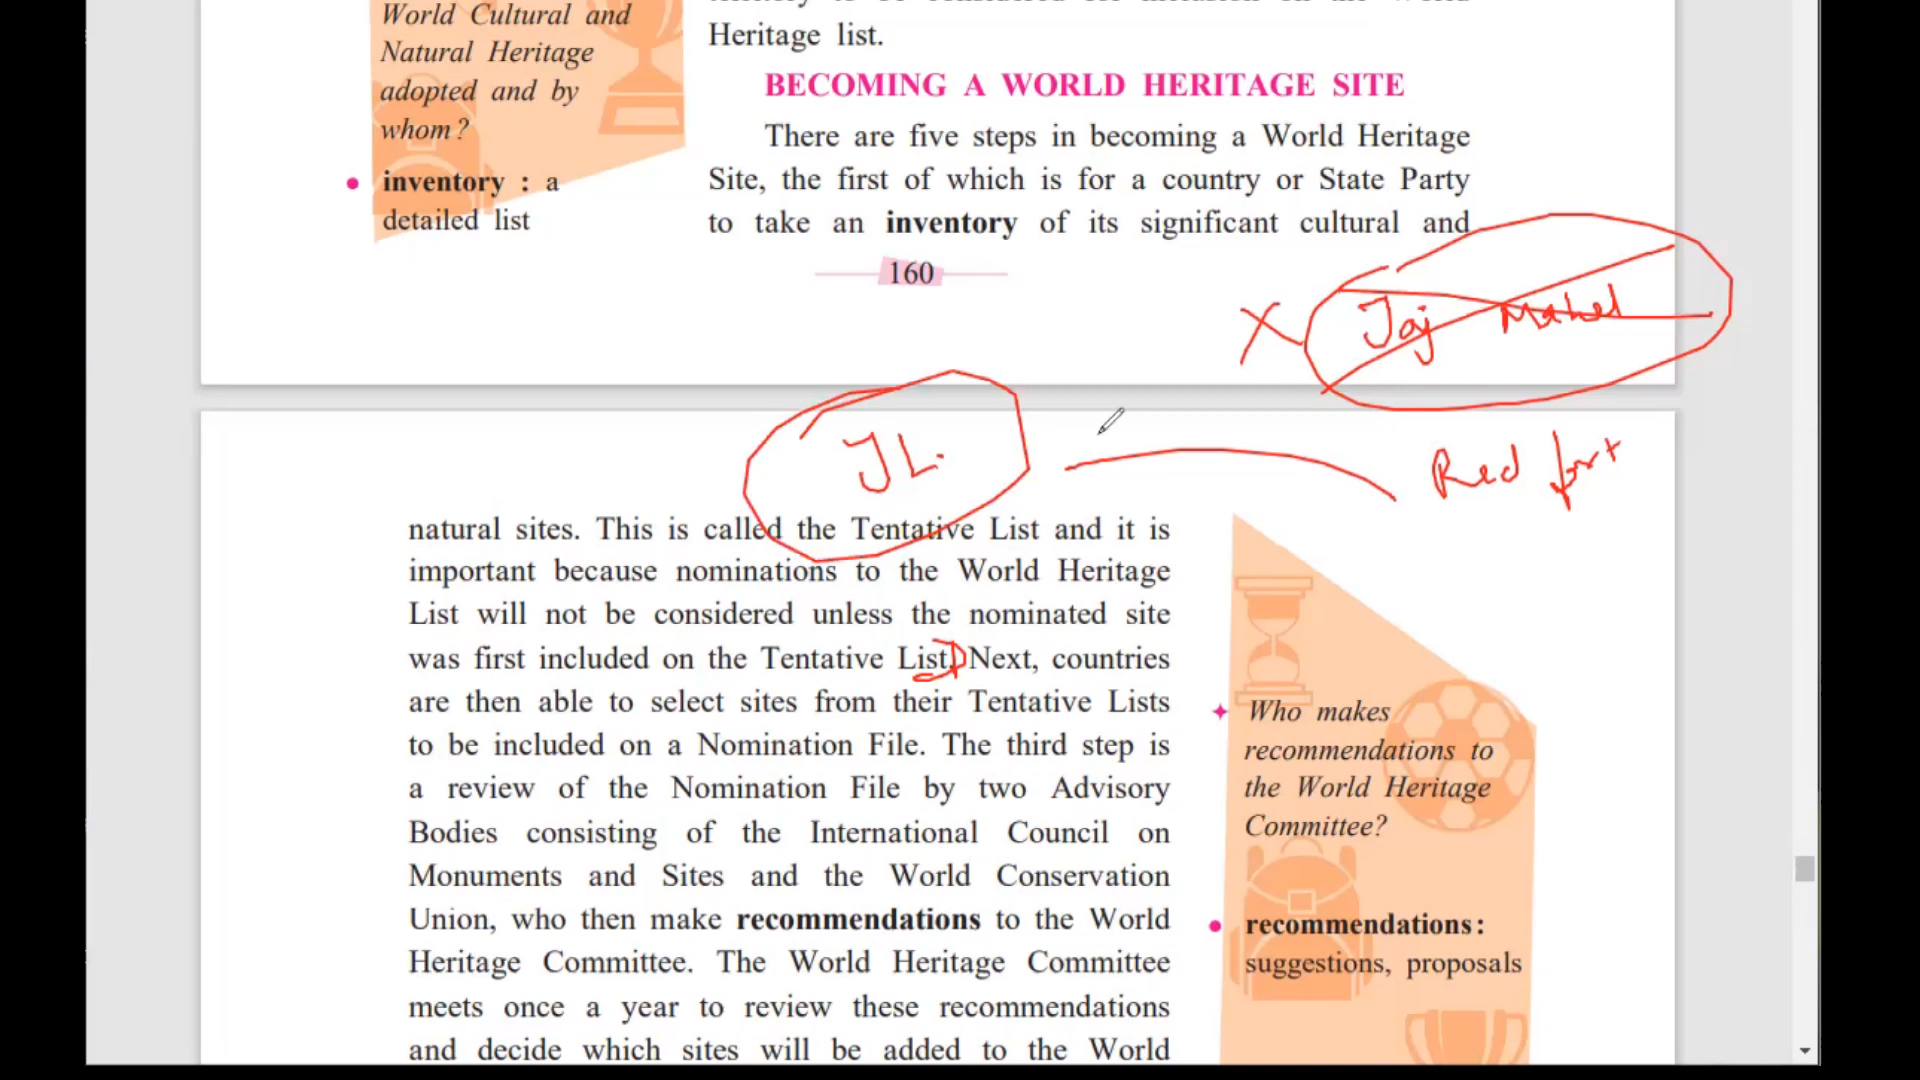 World Cultural and
Natural Heritage
adopted and by
whom?
• inventory : a
detailed list
Heritage list.
BECOMING A WORLD HERITAGE SITE
There are five steps in becoming a World Heritage
Site, the first of which is for a country or State Party
to take an inventory of its significant cultural and
160
X Taj Mahel
TL.
Red fort
natural sites. This is called the Tentative List and it is
important because nominations to the World Heritage
List will not be considered unless the nominated site
was first included on the Tentative List. Next, countries
are then able to select sites from their Tentative Lists
to be included on a Nomination File. The third step is
a review of the Nomination File by two Advisory
Bodies consisting of the International Council on
Monuments and Sites and the World Conservation
Union, who then make recommendations to the World
Heritage Committee. The World Heritage Committee
meets once a year to review these recommendations
and decide which sites will be added to the World
Who makes
recommendations to
the World Heritage
Committee?
• recommendations:
suggestions, proposals